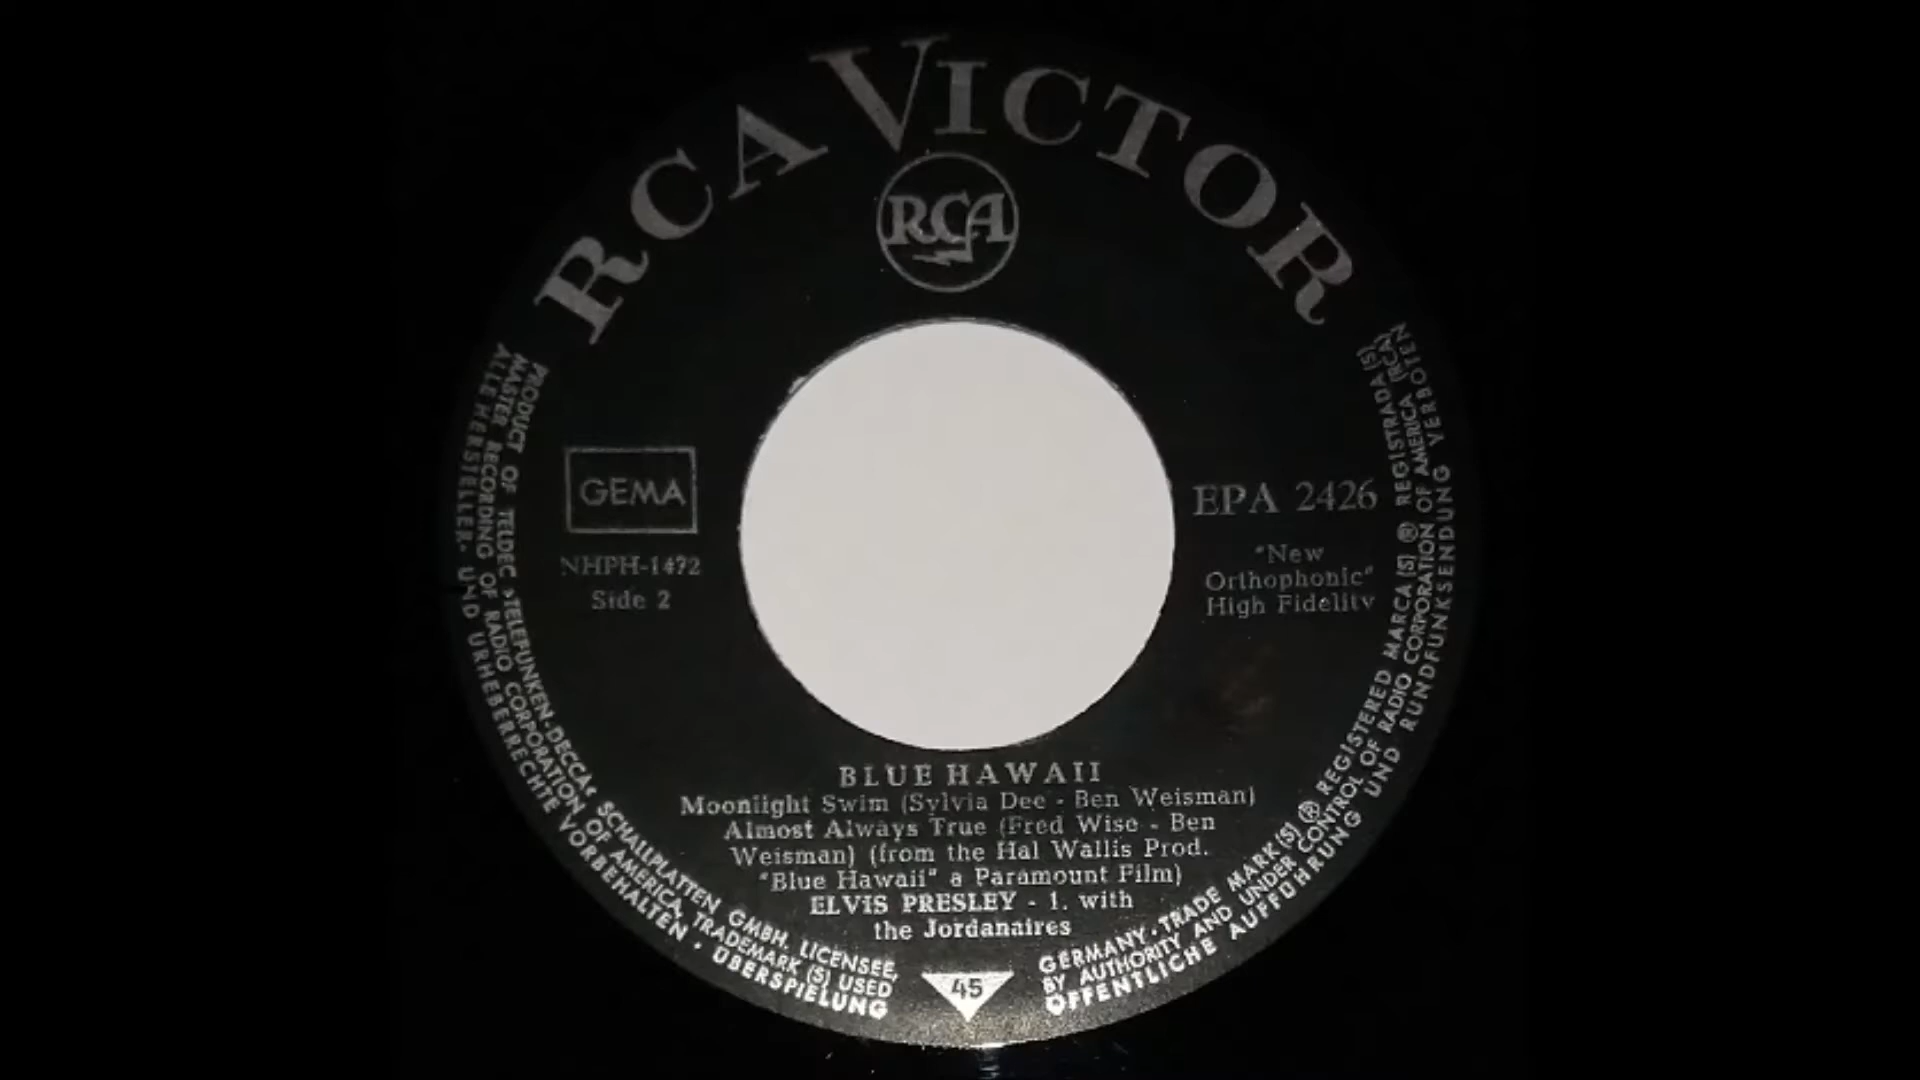 RCA VICTOR
RCA
GEMA
NHPH-1472
Side 2
EPA 2426
"New
Orthophonic"
High Fidelity
BLUE HAWAII
Moonlight Swim (Sylvia Dee - Ben Weisman)
Almost Always True (Fred Wise - Ben
Weisman) (from the Hal Wallis Prod.
"Blue Hawaii" a Paramount Film)
ELVIS PRESLEY - 1. with
the Jordanaires
45
PRODUCT OF TELDEC »TELEFUNKEN-DECCA« SCHALLPLATTEN GMBH. LICENSEE, GERMANY · TRADE MARK (S) ® REGISTERED MARCA (S) ® REGISTRADA (S)
MASTER RECORDING OF RADIO CORPORATION OF AMERICA, TRADEMARK (S) USED BY AUTHORITY AND UNDER CONTROL OF RADIO CORPORATION OF AMERICA (RCA)
ALLE HERSTELLER- UND URHEBERRECHTE VORBEHALTEN · ÜBERSPIELUNG ÖFFENTLICHE AUFFÜHRUNG UND RUNDFUNKSENDUNG VERBOTEN